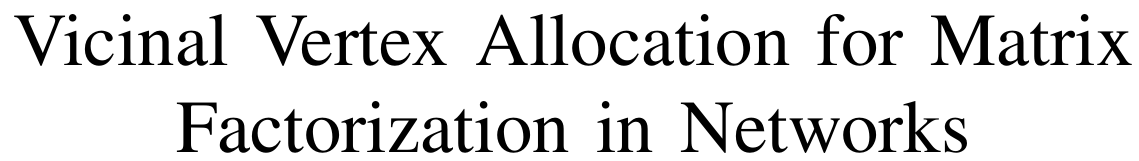 Vicinal Vertex Allocation for Matrix
Factorization in Networks